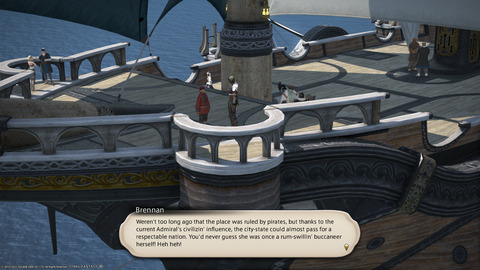 Brennan
Weren't too long ago that the place was ruled by pirates, but thanks to the
current Admiral's civilizin' influence, the city-state could almost pass for a
respectable nation. You'd never guess she was once a rum-swillin' buccaneer
herself! Heh heh!